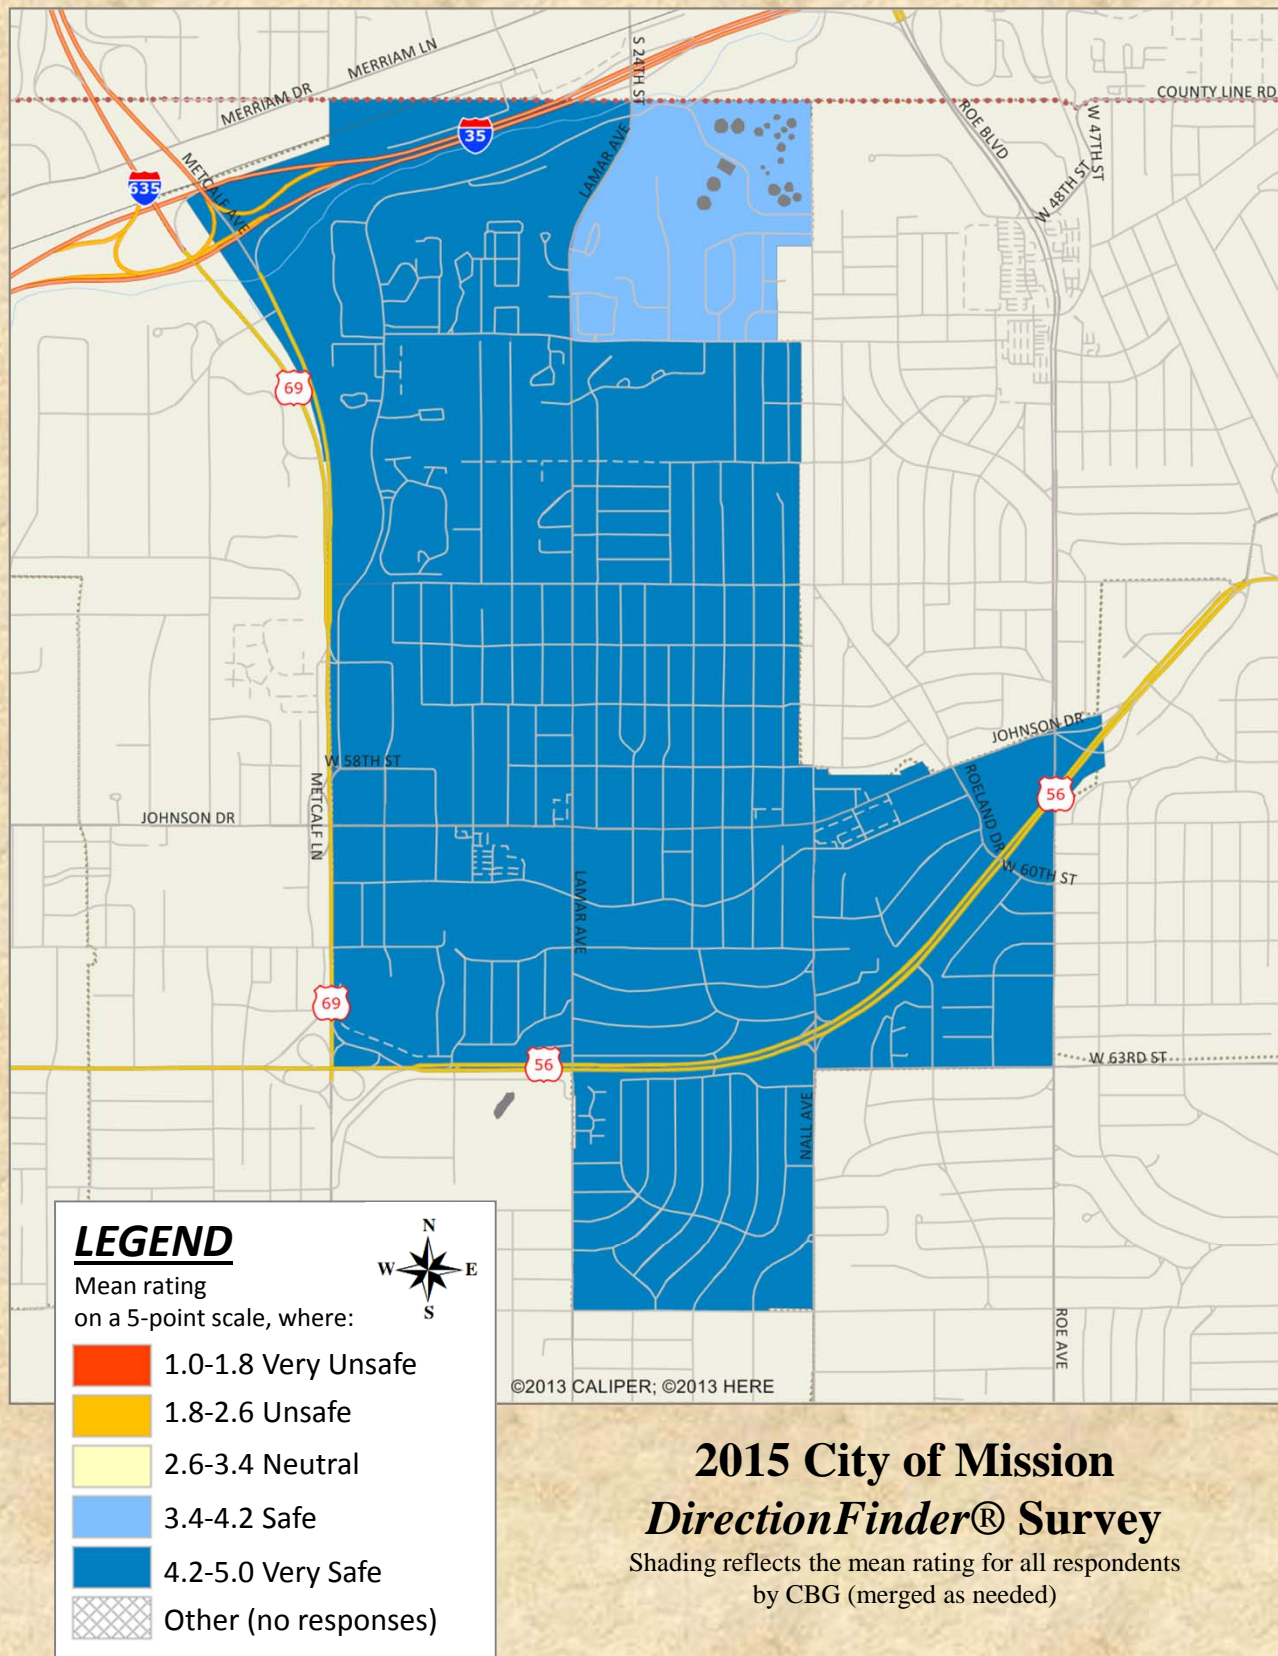 MERRIAM LN
S 24TH ST
MERRIAM DR
COUNTY LINE RD
ROE BLVD
W 47TH ST
35
LAMAR AVE
METCALF AVE
635
W 48TH ST
69
JOHNSON DR
W 58TH ST
ROELAND DR
56
METCALF LN
JOHNSON DR
W 60TH ST
LAMAR AVE
69
56
W 63RD ST
NALL AVE
ROE AVE
©2013 CALIPER; ©2013 HERE
LEGEND
Mean rating
on a 5-point scale, where:
N
W E
S
1.0-1.8 Very Unsafe
1.8-2.6 Unsafe
2.6-3.4 Neutral
3.4-4.2 Safe
4.2-5.0 Very Safe
Other (no responses)
2015 City of Mission
DirectionFinder® Survey
Shading reflects the mean rating for all respondents
by CBG (merged as needed)